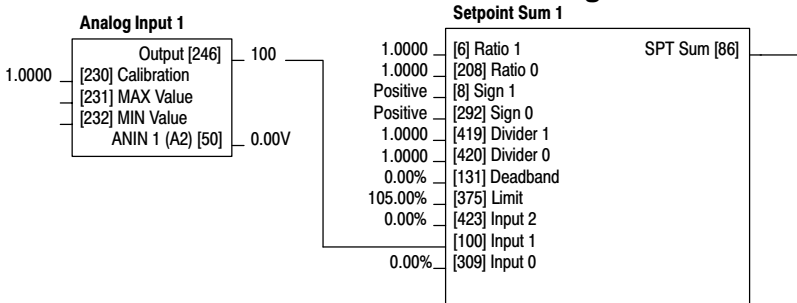 Analog Input 1
Output [246] 100
1.0000 [230] Calibration
[231] MAX Value
[232] MIN Value
ANIN 1 (A2) [50] 0.00V
Setpoint Sum 1
1.0000 [6] Ratio 1 SPT Sum [86]
1.0000 [208] Ratio 0
Positive [8] Sign 1
Positive [292] Sign 0
1.0000 [419] Divider 1
1.0000 [420] Divider 0
0.00% [131] Deadband
105.00% [375] Limit
0.00% [423] Input 2
[100] Input 1
0.00% [309] Input 0